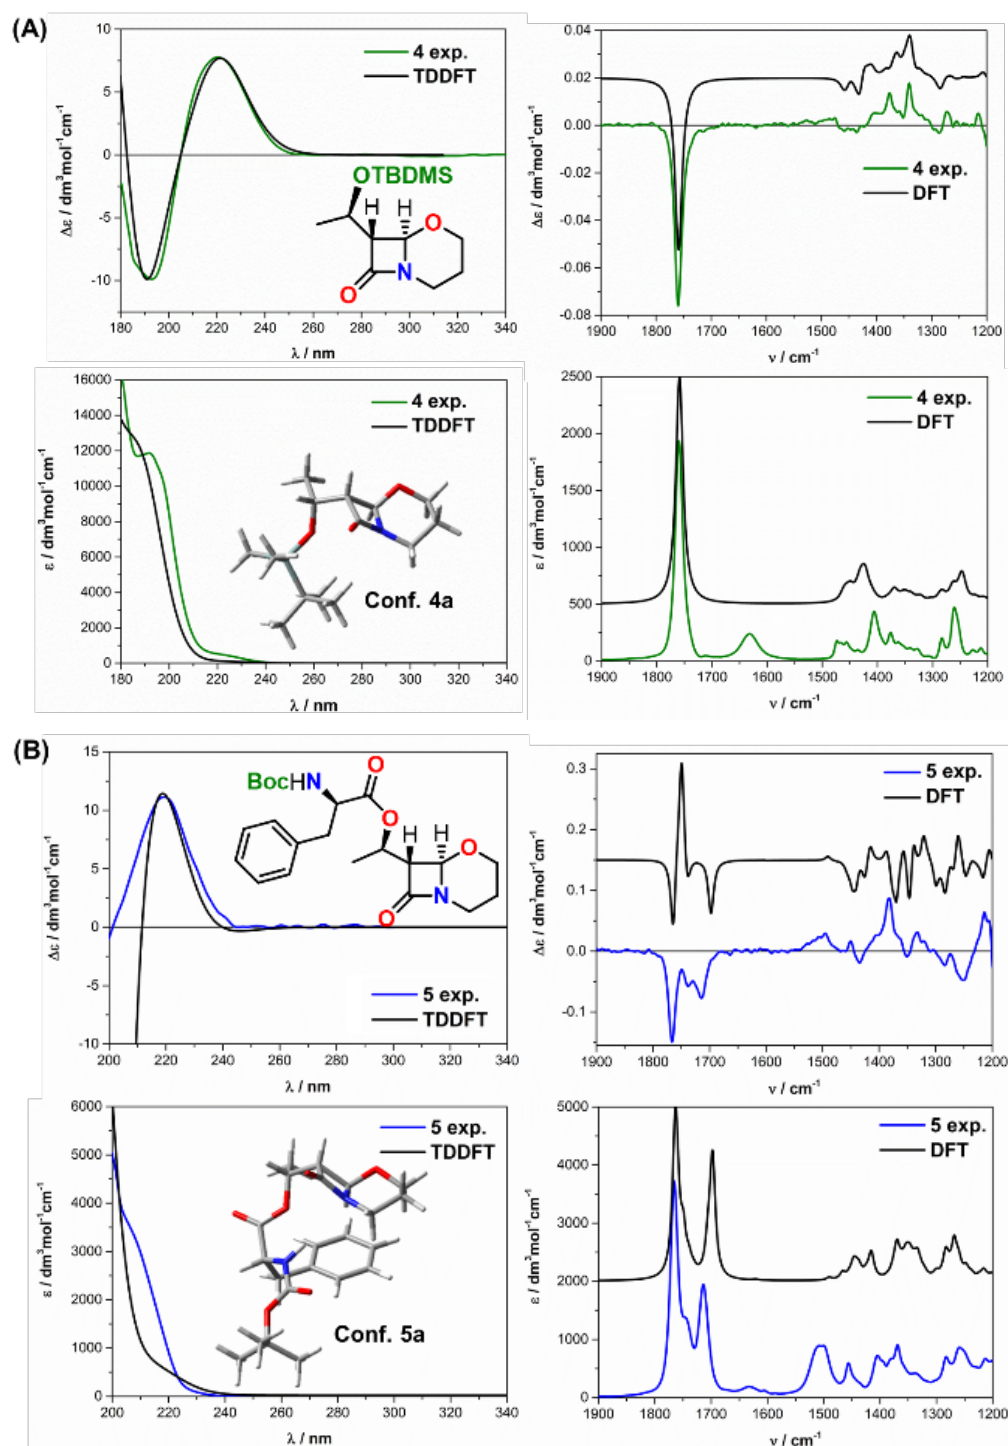 (A)
10
5
0
-5
-10
180 200 220 240 260 280 300 320 340
Δε / dm³mol⁻¹cm⁻¹
λ / nm
4 exp.
TDDFT
OTBDMS
H H O
O N
0.04
0.02
0.00
-0.02
-0.04
-0.06
-0.08
1900 1800 1700 1600 1500 1400 1300 1200
Δε / dm³mol⁻¹cm⁻¹
ν / cm⁻¹
4 exp.
DFT
16000
14000
12000
10000
8000
6000
4000
2000
0
180 200 220 240 260 280 300 320 340
ε / dm³mol⁻¹cm⁻¹
λ / nm
4 exp.
TDDFT
Conf. 4a
2500
2000
1500
1000
500
0
1900 1800 1700 1600 1500 1400 1300 1200
ε / dm³mol⁻¹cm⁻¹
ν / cm⁻¹
4 exp.
DFT
(B)
15
10
5
0
-5
-10
200 220 240 260 280 300 320 340
Δε / dm³mol⁻¹cm⁻¹
λ / nm
BocHN O
O
H H O
O N
5 exp.
TDDFT
0.3
0.2
0.1
0.0
-0.1
1900 1800 1700 1600 1500 1400 1300 1200
Δε / dm³mol⁻¹cm⁻¹
ν / cm⁻¹
5 exp.
DFT
6000
5000
4000
3000
2000
1000
0
200 220 240 260 280 300 320 340
ε / dm³mol⁻¹cm⁻¹
λ / nm
5 exp.
TDDFT
Conf. 5a
5000
4000
3000
2000
1000
0
1900 1800 1700 1600 1500 1400 1300 1200
ε / dm³mol⁻¹cm⁻¹
ν / cm⁻¹
5 exp.
DFT